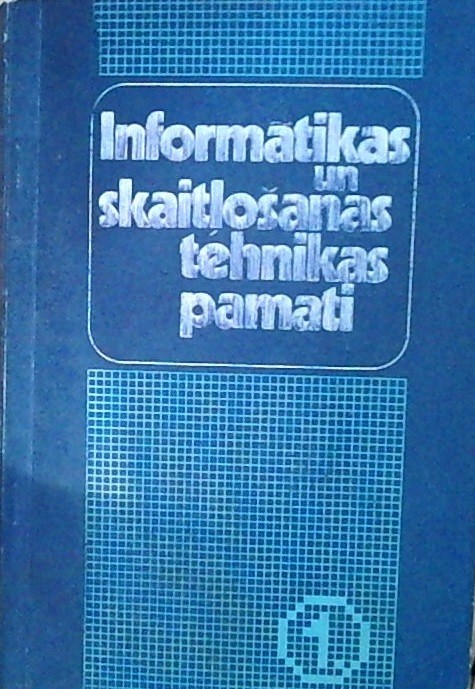 Informātikas
un
skaitļošanas
tehnikas
pamati
1